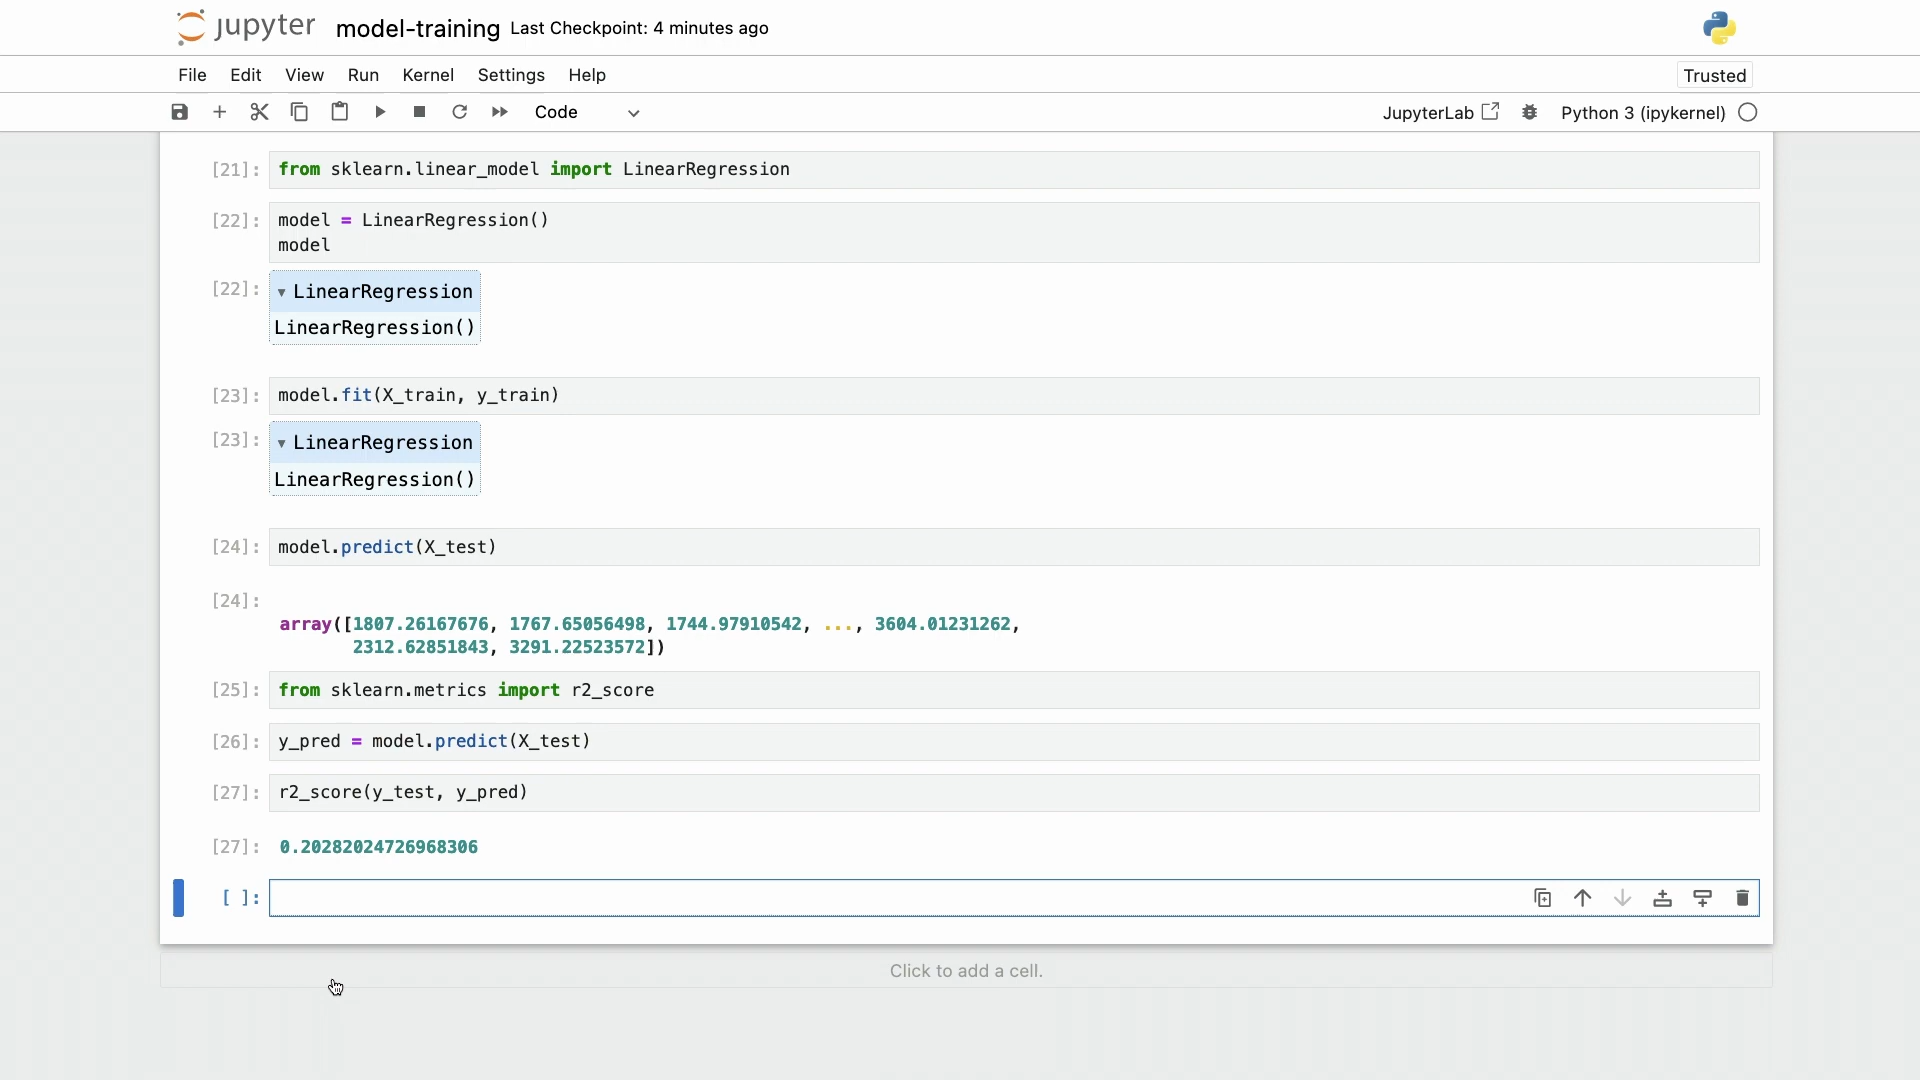 jupyter model-training Last Checkpoint: 4 minutes ago
File Edit View Run Kernel Settings Help Trusted
Code JupyterLab Python 3 (ipykernel)
[21]: from sklearn.linear_model import LinearRegression
[22]: model = LinearRegression()
model
[22]: ▾ LinearRegression
LinearRegression()
[23]: model.fit(X_train, y_train)
[23]: ▾ LinearRegression
LinearRegression()
[24]: model.predict(X_test)
[24]:
array([1807.26167676, 1767.65056498, 1744.97910542, ..., 3604.01231262,
2312.62851843, 3291.22523572])
[25]: from sklearn.metrics import r2_score
[26]: y_pred = model.predict(X_test)
[27]: r2_score(y_test, y_pred)
[27]: 0.20282024726968306
[ ]:
Click to add a cell.